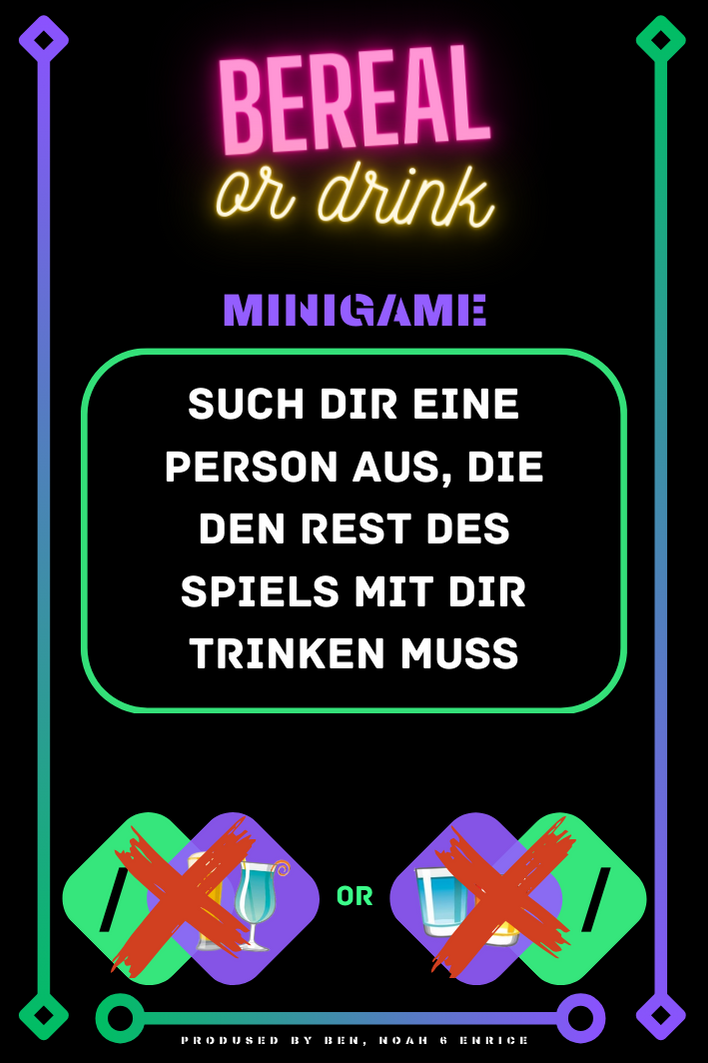 BEREAL
or drink
MINIGAME
SUCH DIR EINE
PERSON AUS, DIE
DEN REST DES
SPIELS MIT DIR
TRINKEN MUSS
/ OR /
PRODUSED BY BEN, NOAH & ENRICE